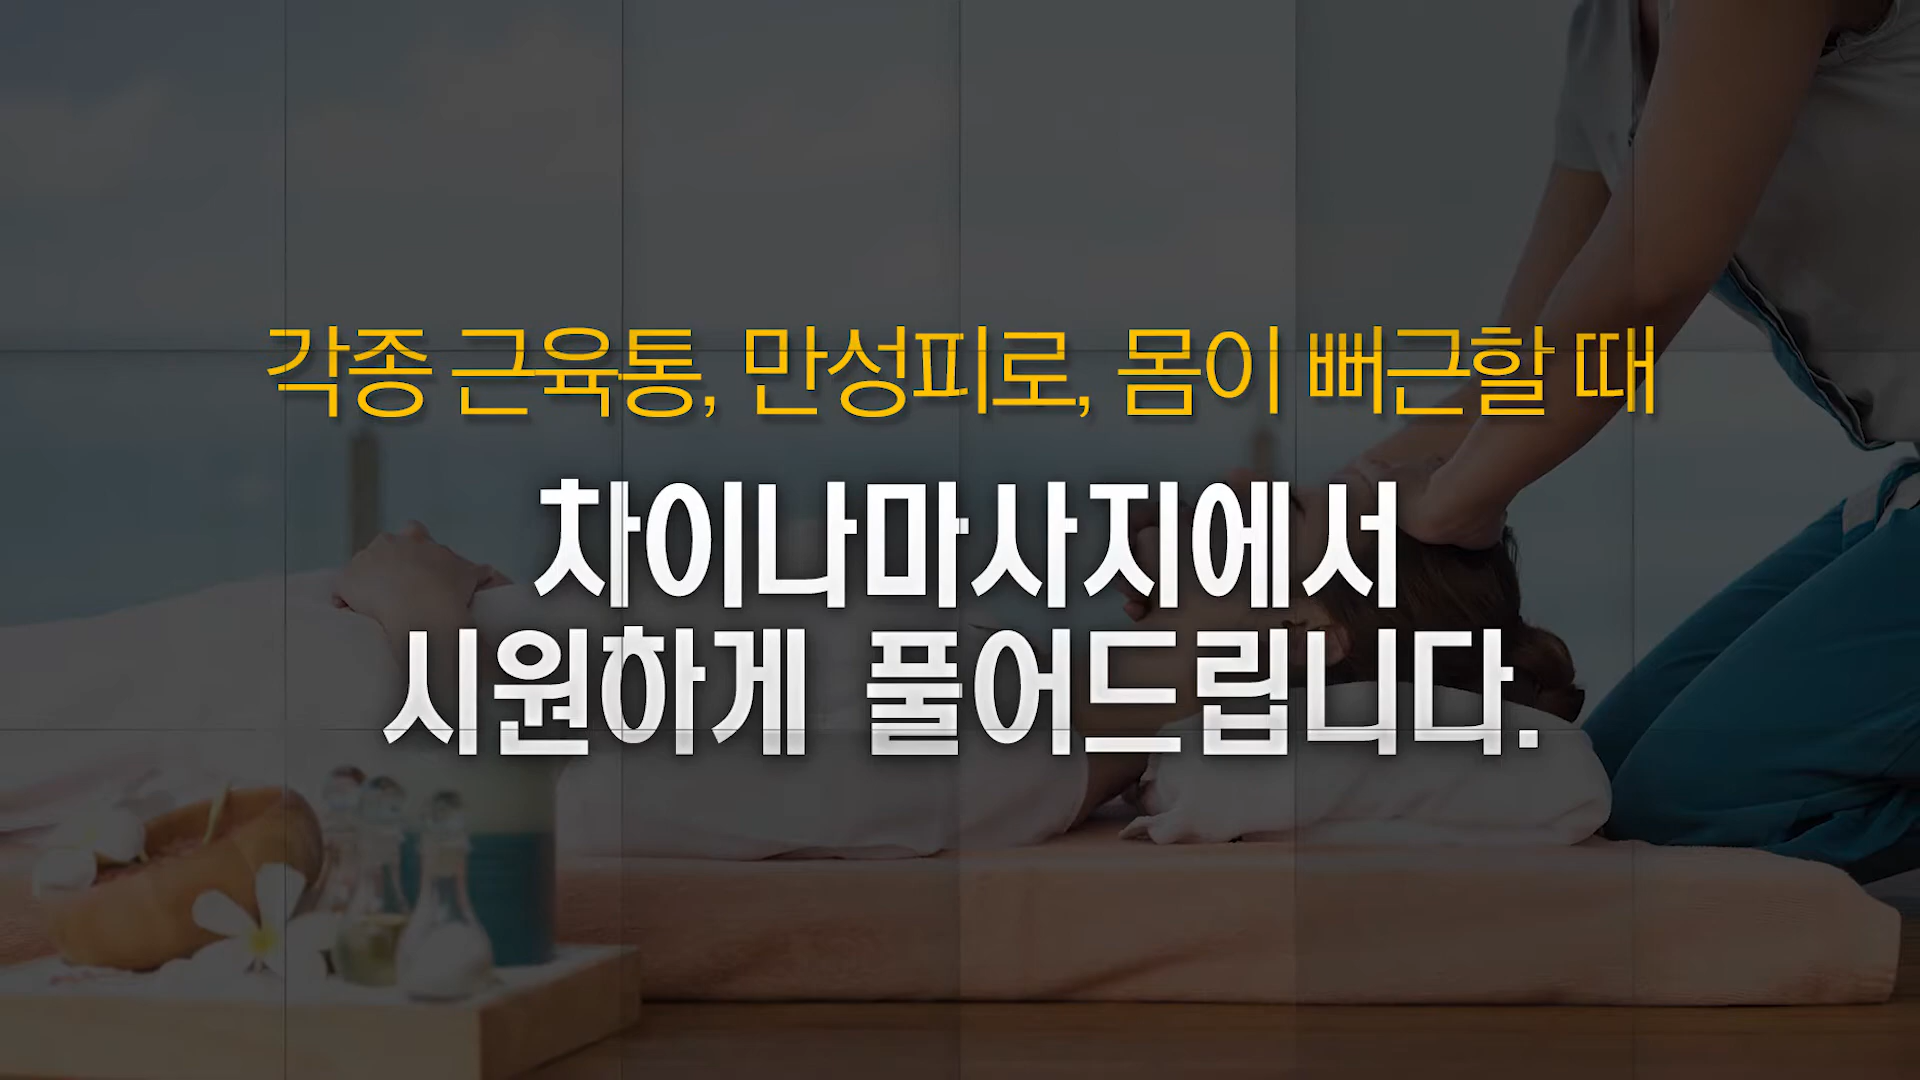 각종 근육통, 만성피로, 몸이 뻐근할 때
차이나마사지에서
시원하게 풀어드립니다.